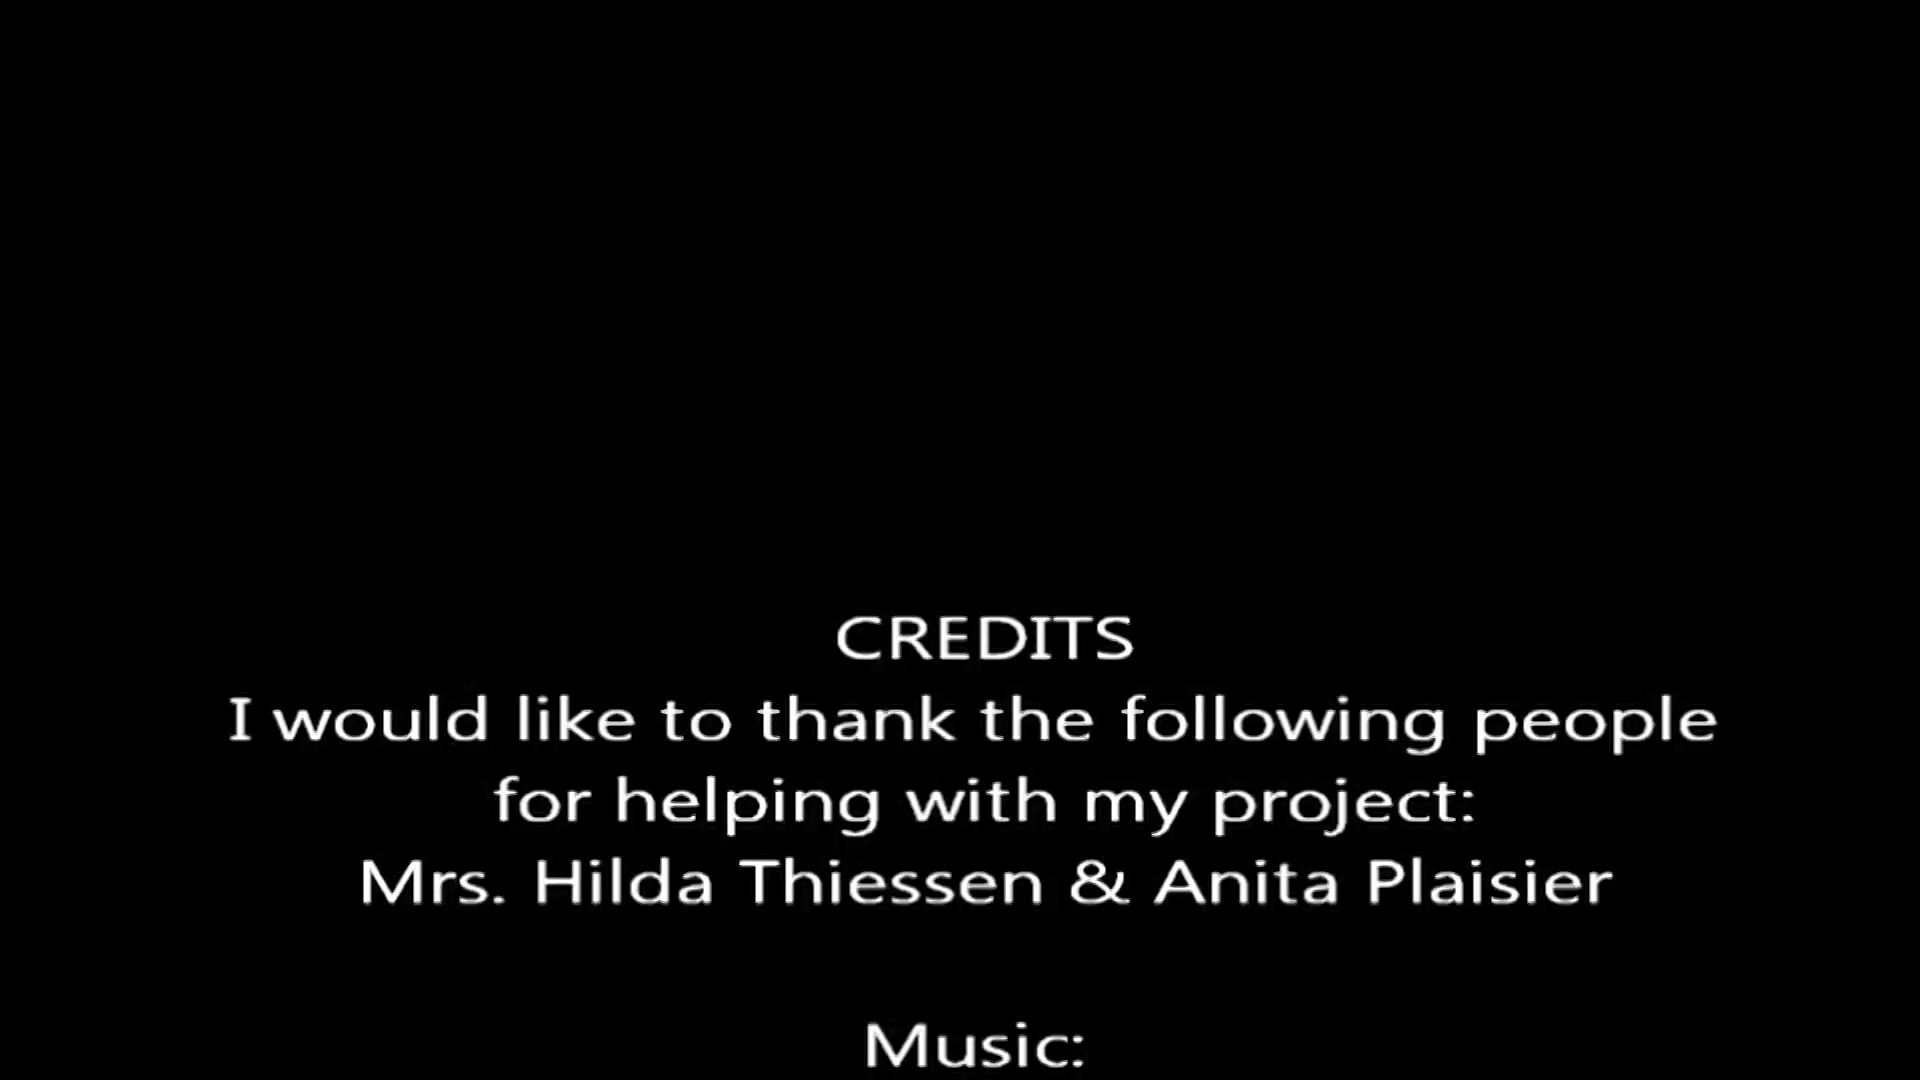 CREDITS
I would like to thank the following people
for helping with my project:
Mrs. Hilda Thiessen & Anita Plaisier
Music: